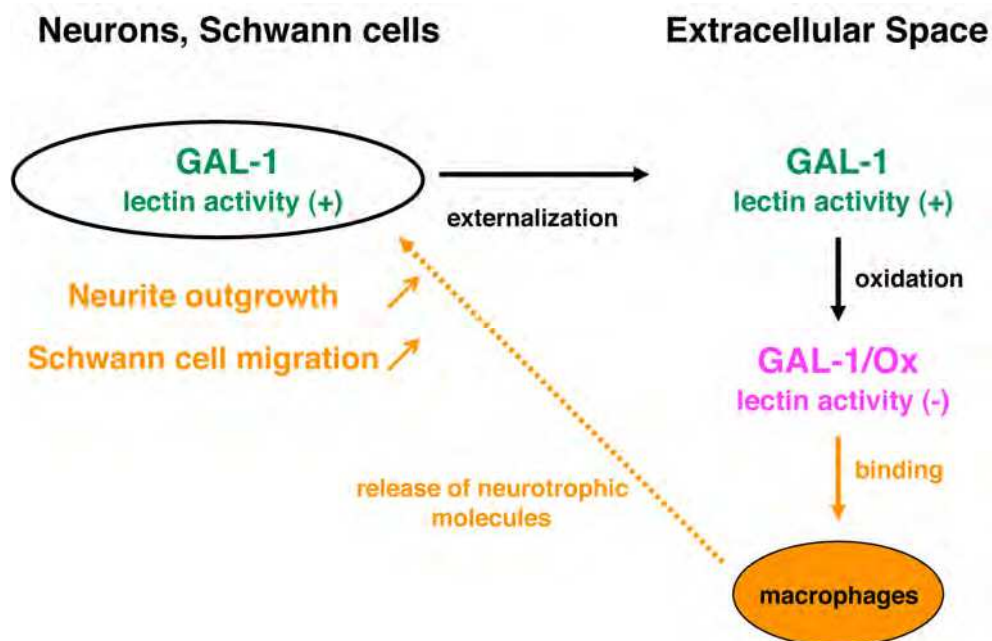 Neurons, Schwann cells
Extracellular Space
GAL-1
lectin activity (+)
externalization
GAL-1
lectin activity (+)
oxidation
Neurite outgrowth
Schwann cell migration
GAL-1/Ox
lectin activity (-)
binding
release of neurotrophic
molecules
macrophages